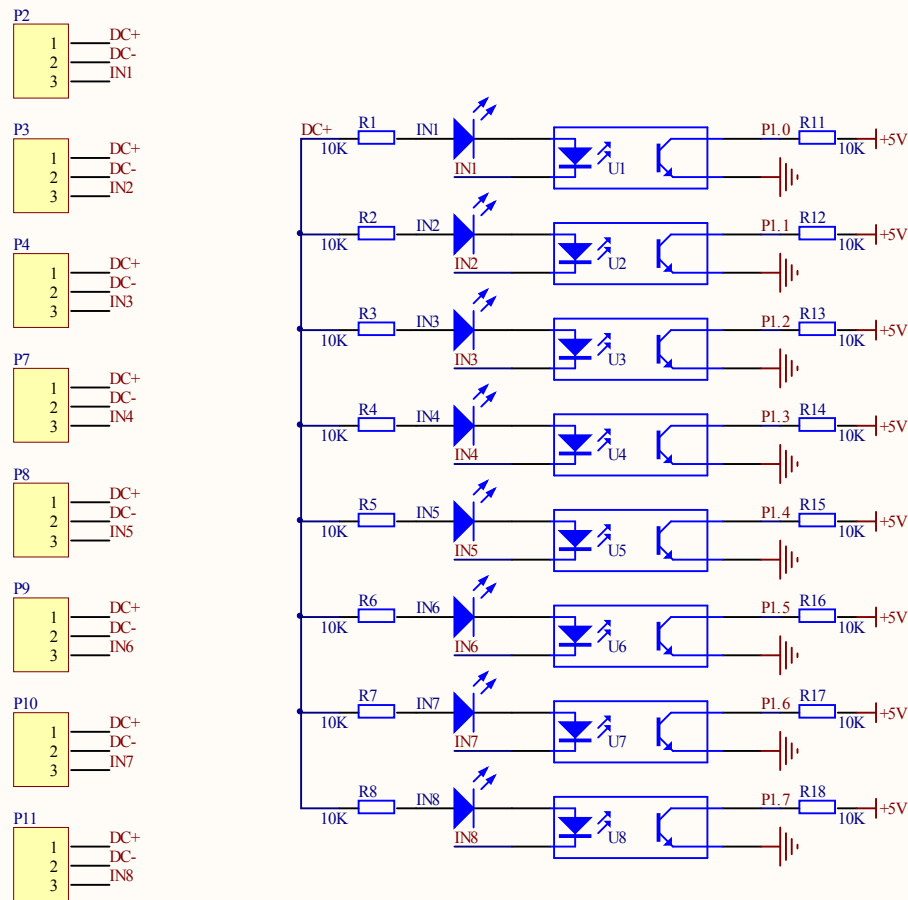 P2
1 DC+
2 DC-
3 IN1
P3
1 DC+
2 DC-
3 IN2
P4
1 DC+
2 DC-
3 IN3
P7
1 DC+
2 DC-
3 IN4
P8
1 DC+
2 DC-
3 IN5
P9
1 DC+
2 DC-
3 IN6
P10
1 DC+
2 DC-
3 IN7
P11
1 DC+
2 DC-
3 IN8
DC+ R1 IN1 P1.0 R11
10K 10K +5V
IN1 U1
R2 IN2 P1.1 R12
10K 10K +5V
IN2 U2
R3 IN3 P1.2 R13
10K 10K +5V
IN3 U3
R4 IN4 P1.3 R14
10K 10K +5V
IN4 U4
R5 IN5 P1.4 R15
10K 10K +5V
IN5 U5
R6 IN6 P1.5 R16
10K 10K +5V
IN6 U6
R7 IN7 P1.6 R17
10K 10K +5V
IN7 U7
R8 IN8 P1.7 R18
10K 10K +5V
IN8 U8